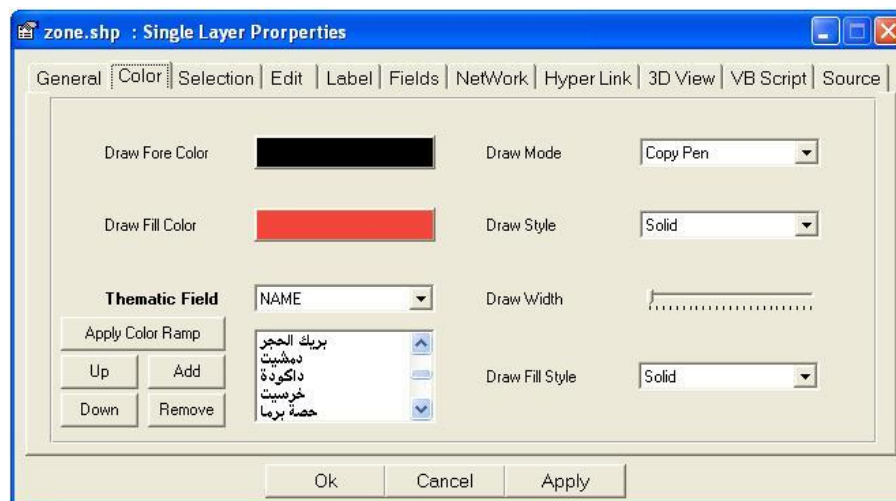 zone.shp : Single Layer Prorperties
General Color Selection Edit Label Fields NetWork Hyper Link 3D View VB Script Source
Draw Fore Color
Draw Mode Copy Pen
Draw Fill Color
Draw Style Solid
Thematic Field NAME
Draw Width
Apply Color Ramp
Up Add
Down Remove
بريك الحجر
دمشيت
داكودة
خرسيت
حصة برما
Draw Fill Style Solid
Ok Cancel Apply